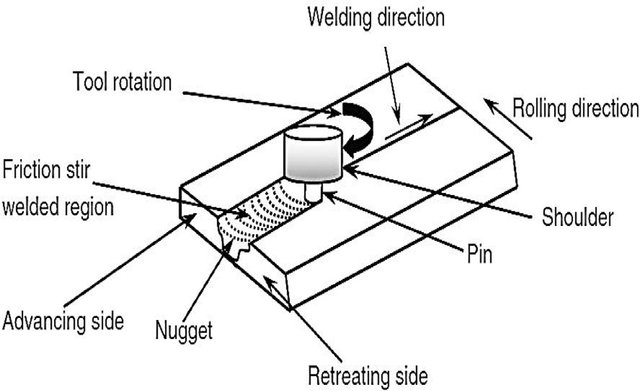 Welding direction
Tool rotation
Rolling direction
Friction stir
welded region
Shoulder
Pin
Advancing side
Nugget
Retreating side